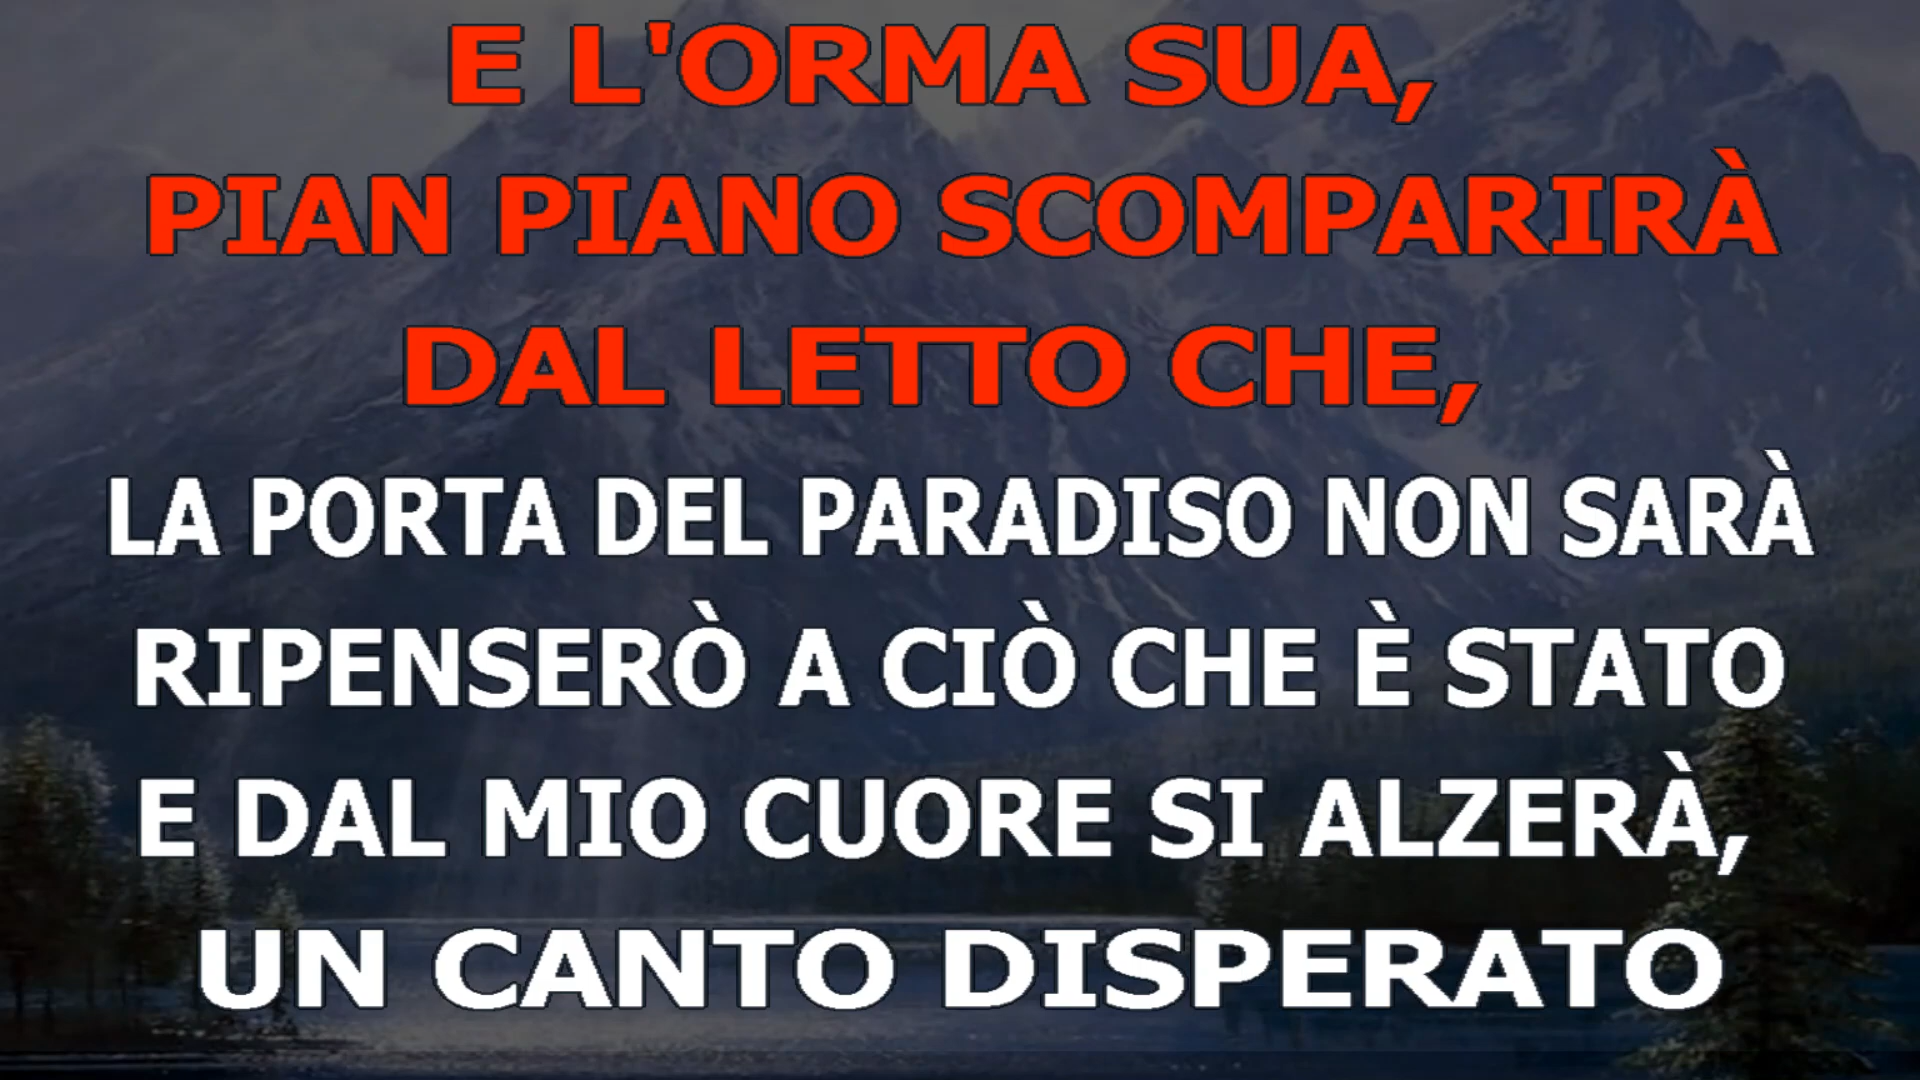 E L'ORMA SUA,
PIAN PIANO SCOMPARIRÀ
DAL LETTO CHE,
LA PORTA DEL PARADISO NON SARÀ
RIPENSERÒ A CIÒ CHE È STATO
E DAL MIO CUORE SI ALZERÀ,
UN CANTO DISPERATO